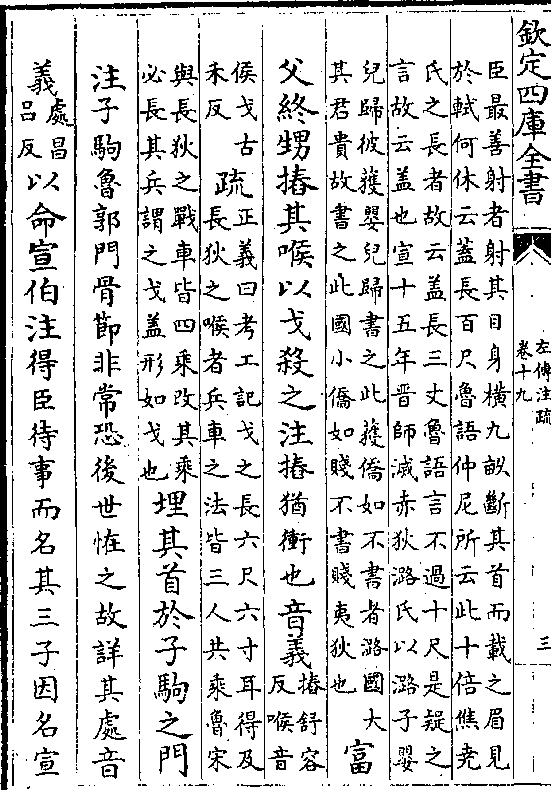 欽定四庫全書
左傳注疏
卷十九
三
臣最善射者射其目身橫九畝斷其首而載之眉見
於軾何休云蓋長百尺魯語仲尼所云此十倍僬堯
氏之長者故云蓋長三丈魯語言不過十尺是疑之
言故云蓋也宣十五年晉師滅赤狄潞氏以潞子嬰
兒歸彼獲嬰兒歸書之此獲僑如不書者潞國大
其君貴故書之此國小僑如賤不書賤夷狄也
富
父終甥摏其喉以戈殺之注摏猶衝也音義
摏舒容
反喉音
侯戈古
禾反
疏
正義曰考工記戈之長六尺六寸耳得及
長狄之喉者兵車之法皆三人共乘魯宋
與長狄之戰車皆四乘改其乘
必長其兵謂之戈蓋形如戈也
埋其首於子駒之門
注子駒魯郭門骨節非常恐後世恠之故詳其處音
義
處昌
呂反
以命宣伯注得臣待事而名其三子因名宣